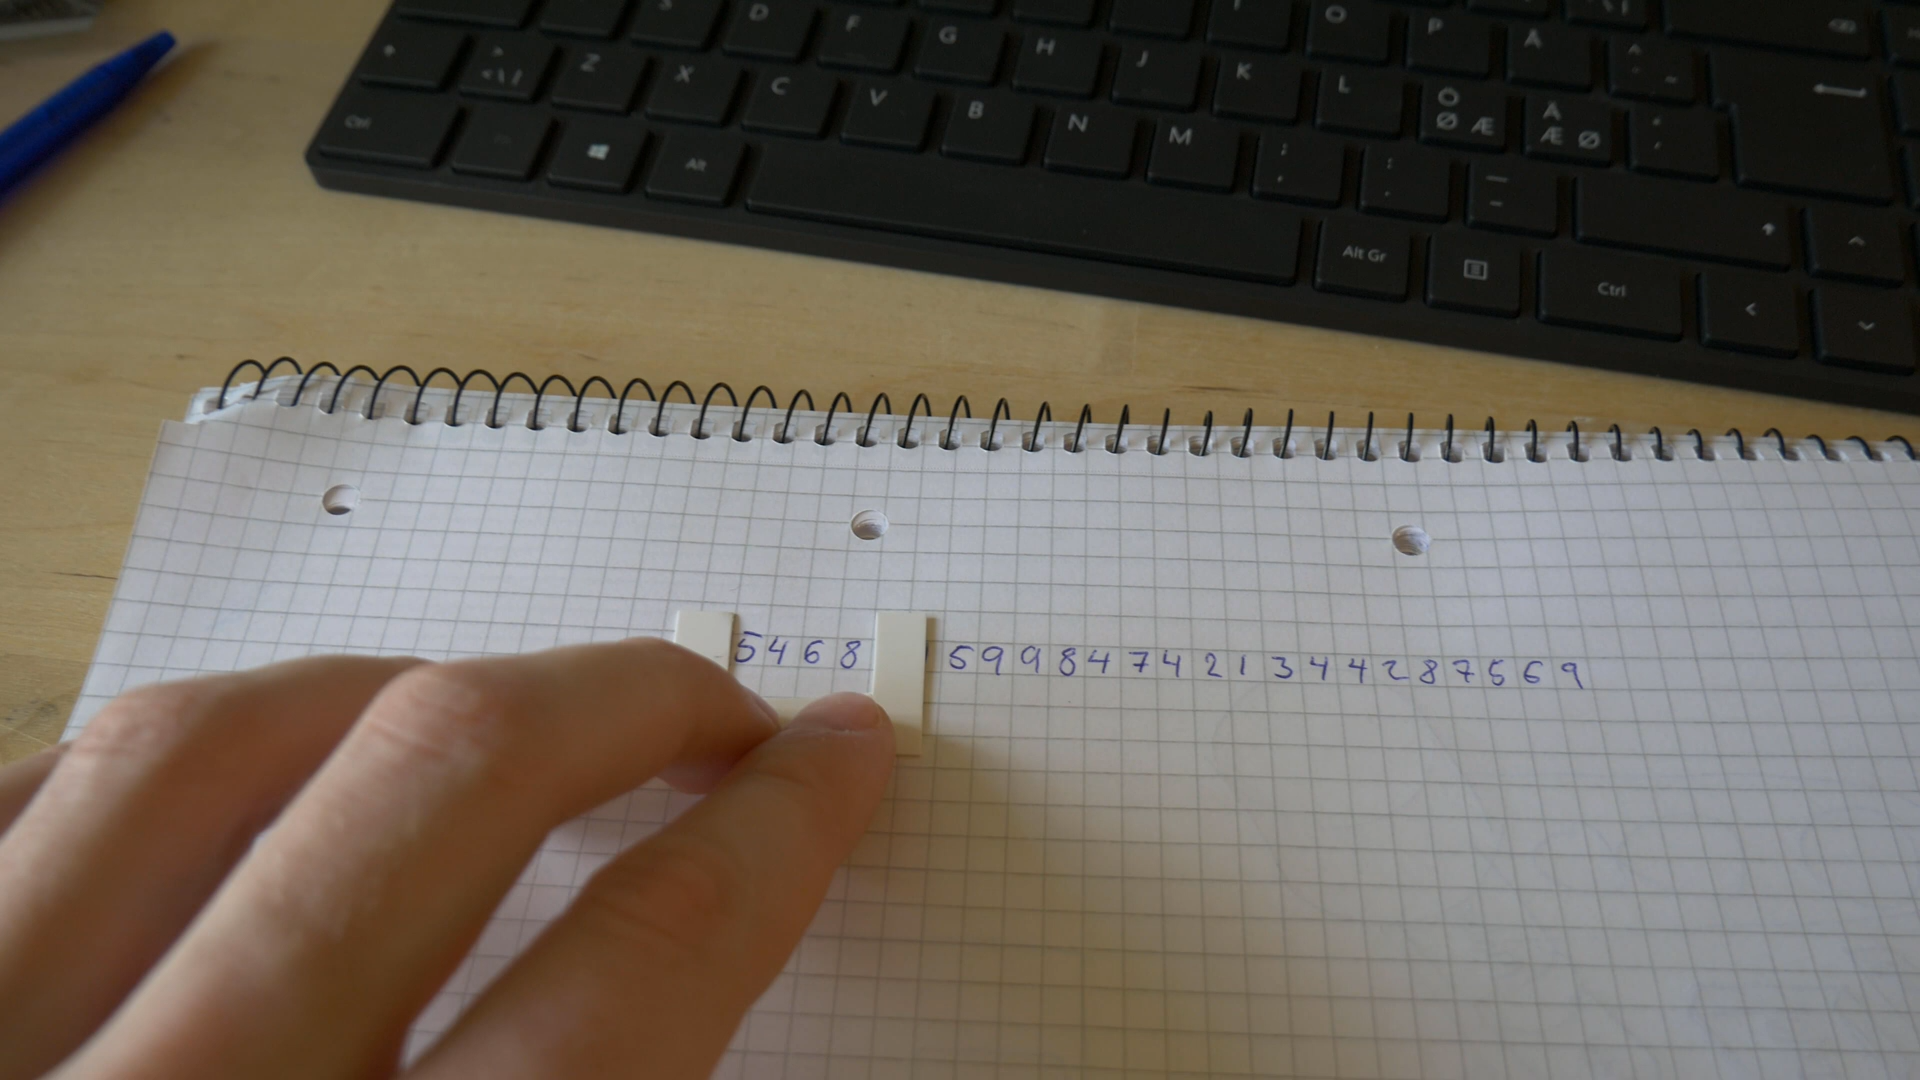 S D F G H J I O P Å
> <\| Z X C V B N M K L Ö Ø Æ Ä Æ Ø
Ctrl Alt Alt Gr Ctrl
5468 599847421344287569